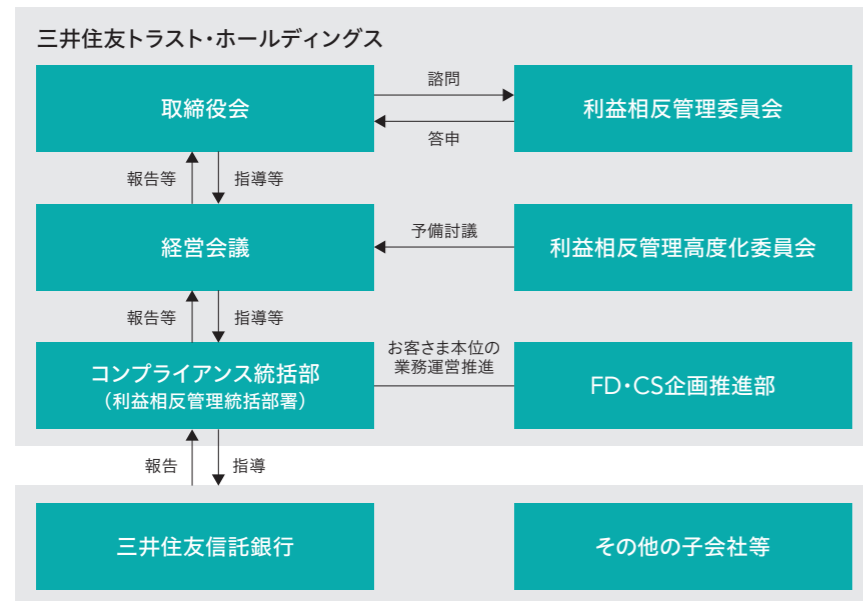 三井住友トラスト・ホールディングス
取締役会
諮問
答申
利益相反管理委員会
報告等
指導等
経営会議
予備討議
利益相反管理高度化委員会
報告等
指導等
コンプライアンス統括部
（利益相反管理統括部署）
お客さま本位の
業務運営推進
FD・CS企画推進部
報告
指導
三井住友信託銀行
その他の子会社等